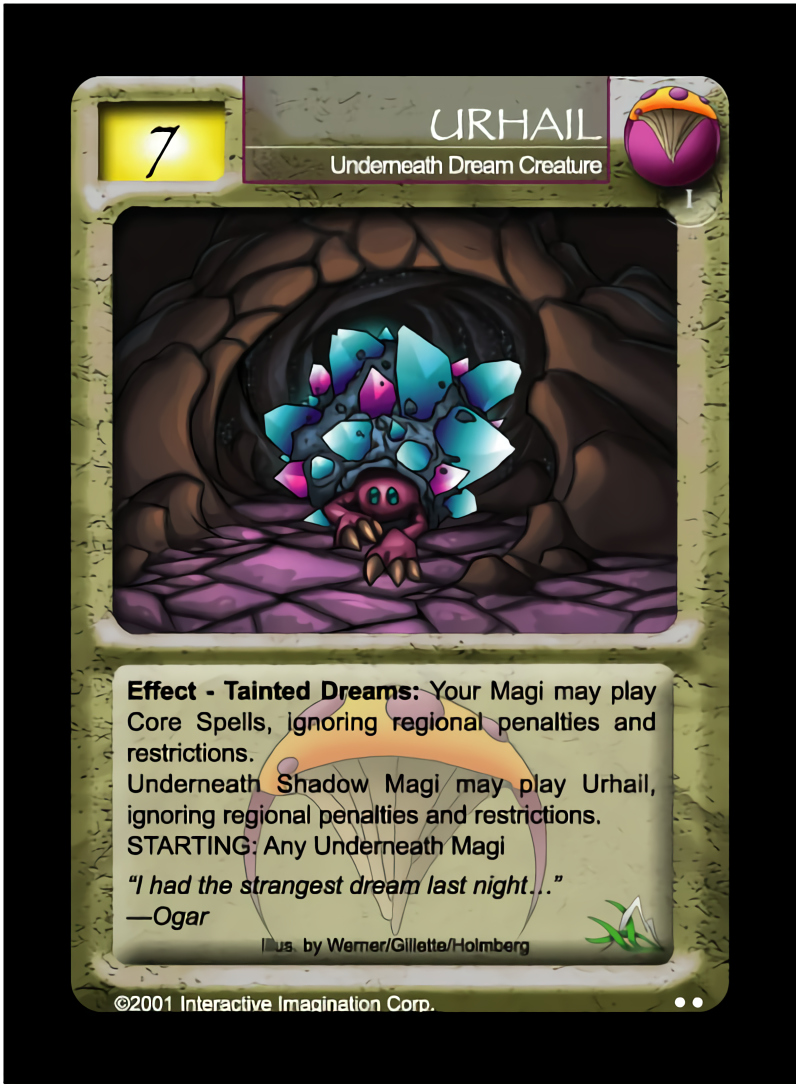 7
URHAIL
Underneath Dream Creature
I
Effect - Tainted Dreams: Your Magi may play
Core Spells, ignoring regional penalties and
restrictions.
Underneath Shadow Magi may play Urhail,
ignoring regional penalties and restrictions.
STARTING: Any Underneath Magi
“I had the strangest dream last night…”
—Ogar
Illus. by Werner/Gillette/Holmberg
©2001 Interactive Imagination Corp.